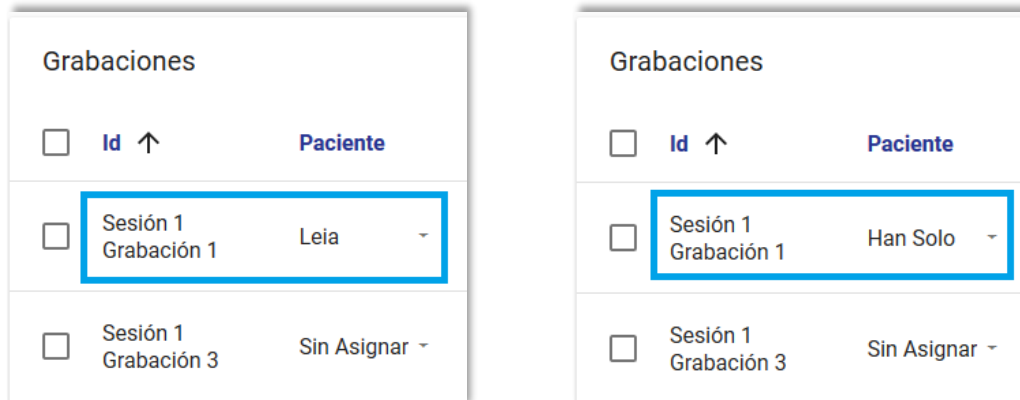 Grabaciones
Id Paciente
Sesión 1
Grabación 1
Leia
Sesión 1
Grabación 3
Sin Asignar
Grabaciones
Id Paciente
Sesión 1
Grabación 1
Han Solo
Sesión 1
Grabación 3
Sin Asignar